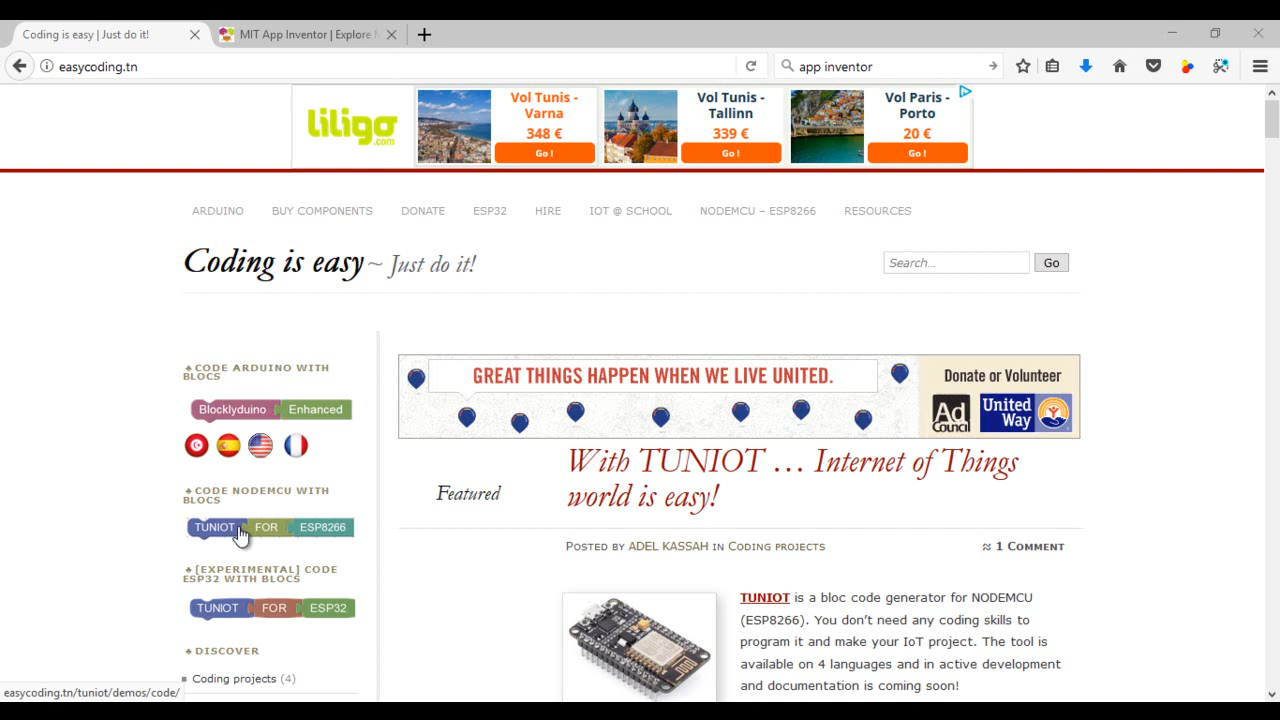 Coding is easy | Just do it!
MIT App Inventor | Explore
easycoding.tn
app inventor
liligo.com
Vol Tunis - Varna
348 €
Go !
Vol Tunis - Tallinn
339 €
Go !
Vol Paris - Porto
20 €
Go !
ARDUINO BUY COMPONENTS DONATE ESP32 HIRE IOT @ SCHOOL NODEMCU – ESP8266 RESOURCES
Coding is easy ~ Just do it!
Search...
Go
♣CODE ARDUINO WITH
BLOCS
Blocklyduino Enhanced
♣CODE NODEMCU WITH
BLOCS
TUNIOT FOR ESP8266
♣[EXPERIMENTAL] CODE
ESP32 WITH BLOCS
TUNIOT FOR ESP32
♣DISCOVER
Coding projects (4)
easycoding.tn/tuniot/demos/code/
GREAT THINGS HAPPEN WHEN WE LIVE UNITED.
Donate or Volunteer
Ad Council
United Way
Featured
With TUNIOT … Internet of Things
world is easy!
POSTED BY ADEL KASSAH IN CODING PROJECTS
≈ 1 COMMENT
TUNIOT is a bloc code generator for NODEMCU
(ESP8266). You don’t need any coding skills to
program it and make your IoT project. The tool is
available on 4 languages and in active development
and documentation is coming soon!